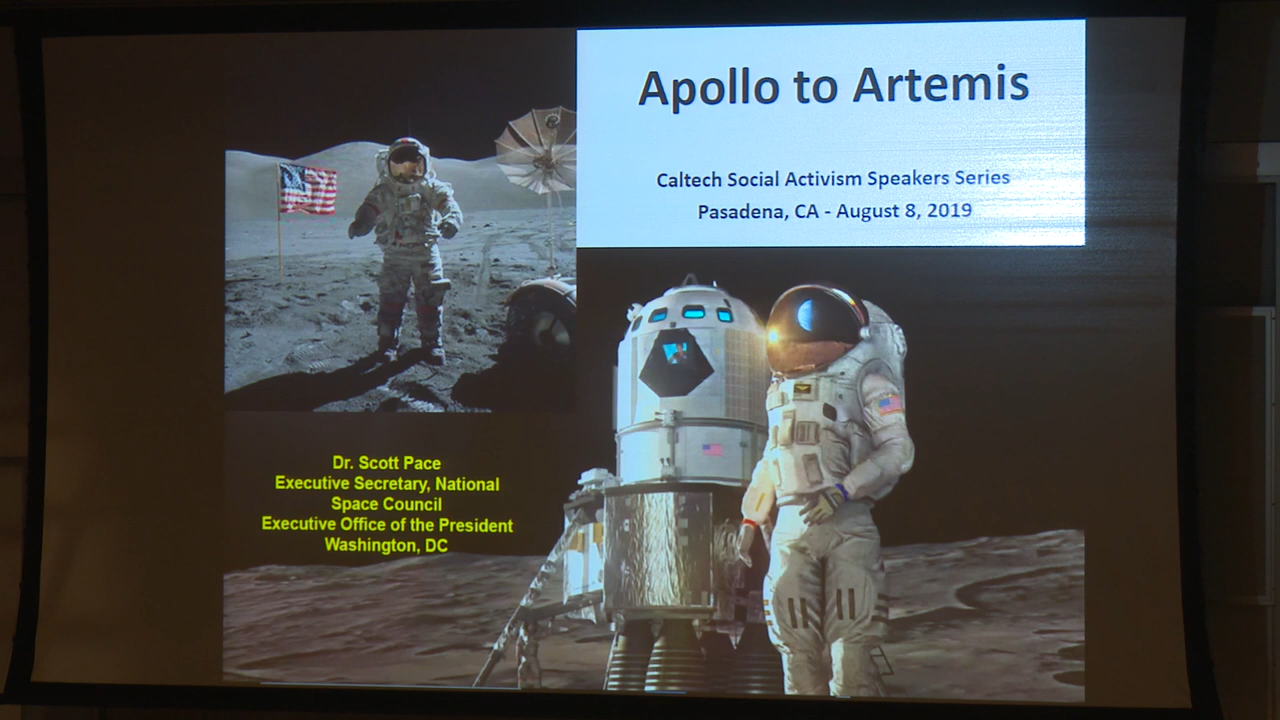 Apollo to Artemis
Caltech Social Activism Speakers Series
Pasadena, CA - August 8, 2019
Dr. Scott Pace
Executive Secretary, National
Space Council
Executive Office of the President
Washington, DC